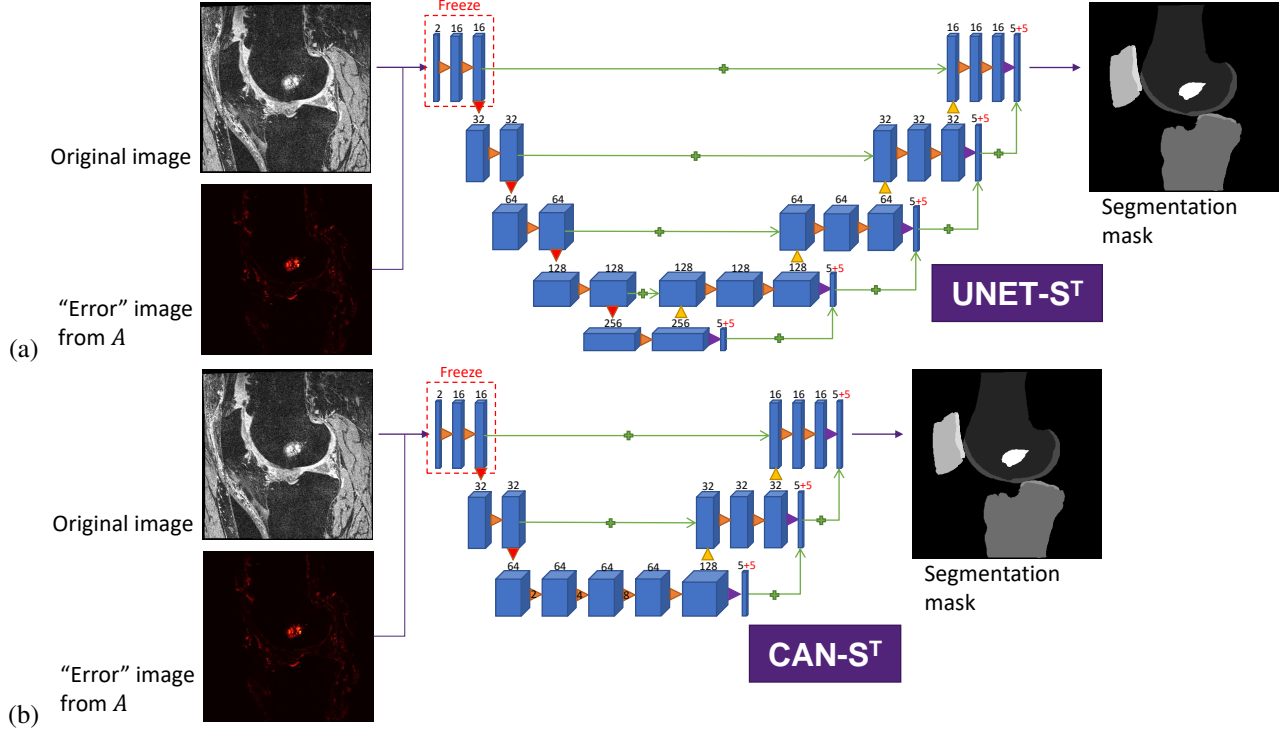 Freeze
2 16 16
16 16 16 5+5
32 32
32 32 32 5+5
Original image
64 64
64 64 64 5+5
Segmentation
mask
128 128 128 128 128 5+5
UNET-Sᵀ
"Error" image
from A
256 256 5+5
(a)
Freeze
2 16 16
16 16 16 5+5
32 32
32 32 32 5+5
Original image
64 64 64 64 128 5+5
2 4 8
Segmentation
mask
CAN-Sᵀ
"Error" image
from A
(b)